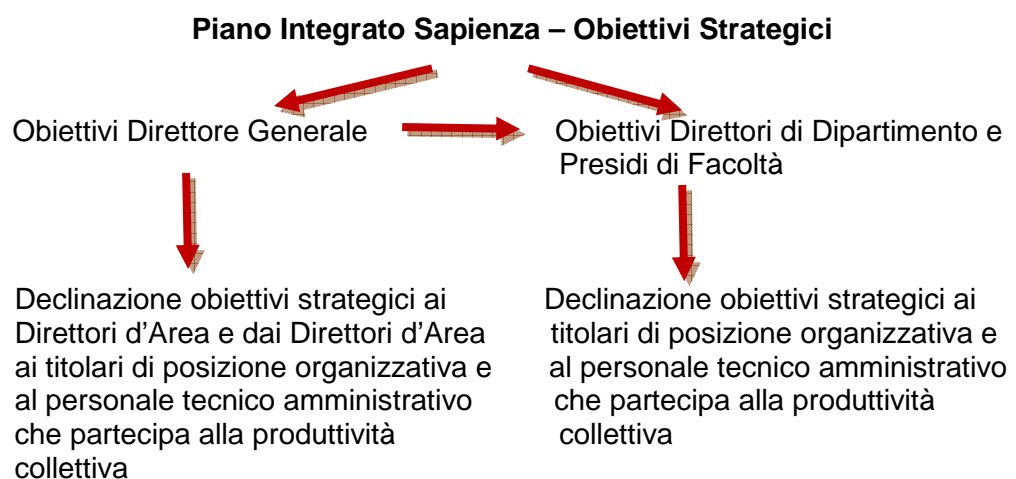 Piano Integrato Sapienza – Obiettivi Strategici
Obiettivi Direttore Generale
Obiettivi Direttori di Dipartimento e
Presidi di Facoltà
Declinazione obiettivi strategici ai
Direttori d'Area e dai Direttori d'Area
ai titolari di posizione organizzativa e
al personale tecnico amministrativo
che partecipa alla produttività
collettiva
Declinazione obiettivi strategici ai
titolari di posizione organizzativa e
al personale tecnico amministrativo
che partecipa alla produttività
collettiva